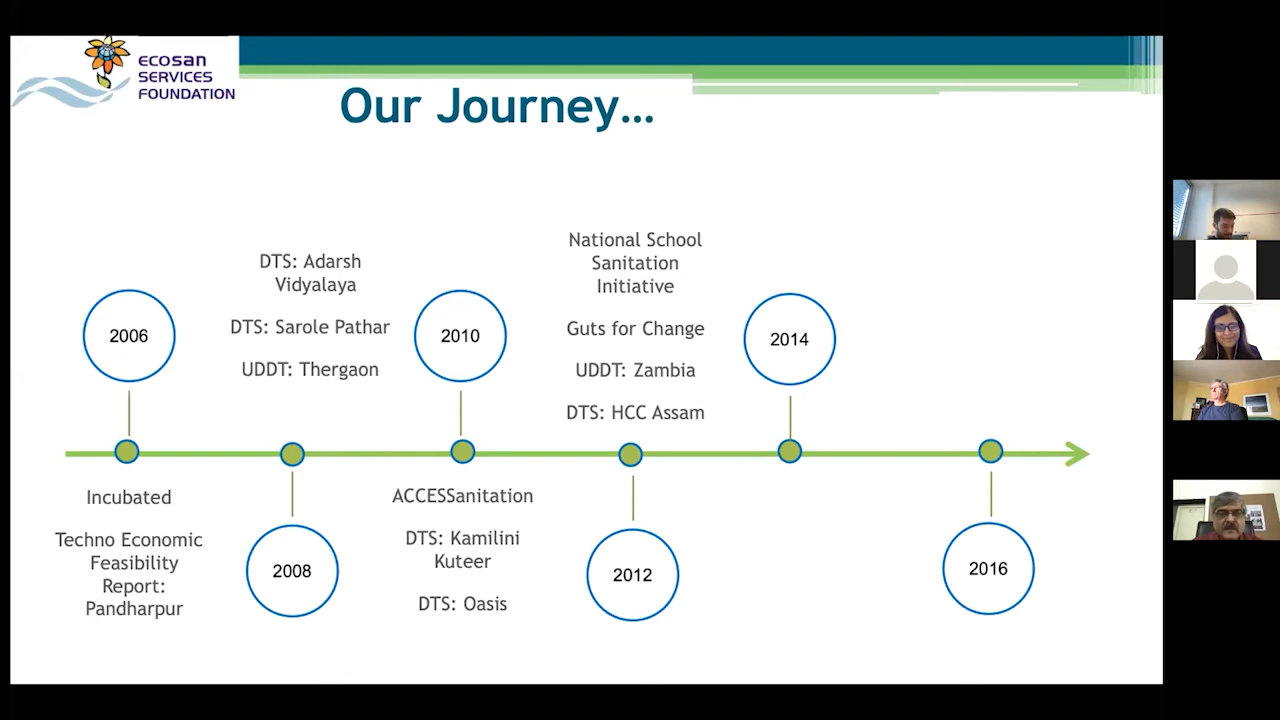 ECOSAN
SERVICES
FOUNDATION
Our Journey...
2006
Incubated
Techno Economic
Feasibility
Report:
Pandharpur
DTS: Adarsh
Vidyalaya
DTS: Sarole Pathar
UDDT: Thergaon
2008
2010
ACCESSanitation
DTS: Kamilini
Kuteer
DTS: Oasis
National School
Sanitation
Initiative
Guts for Change
UDDT: Zambia
DTS: HCC Assam
2012
2014
2016